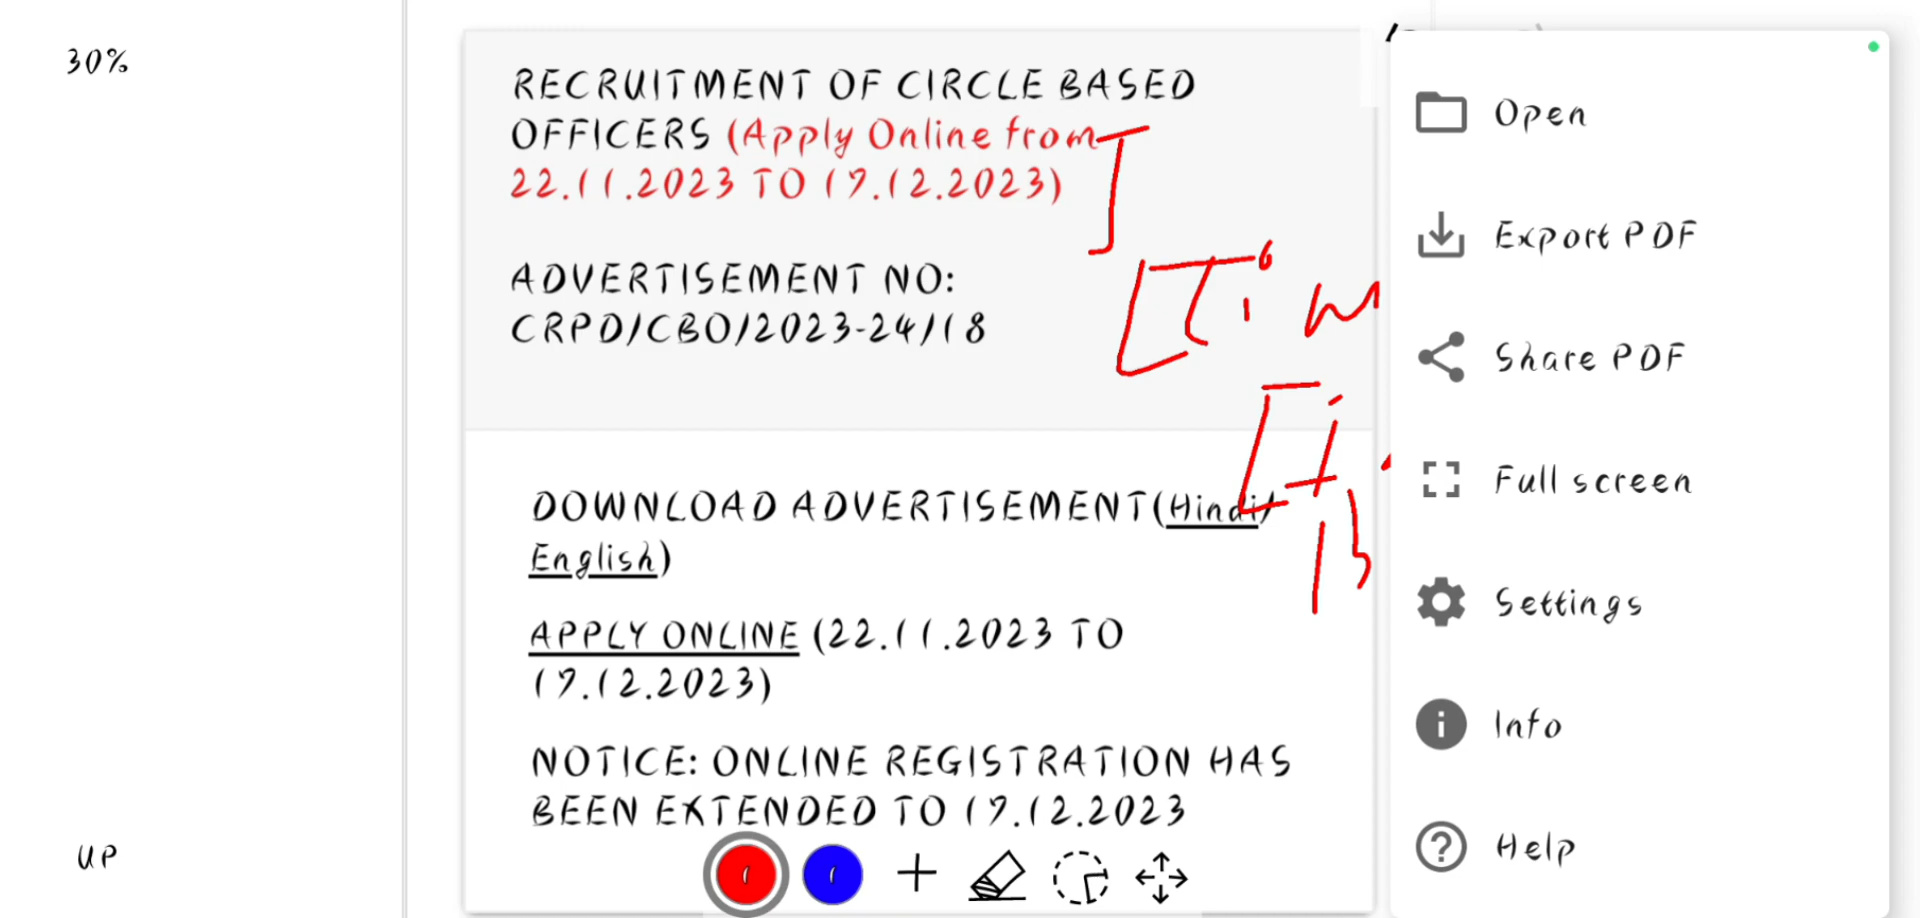 30%
RECRUITMENT OF CIRCLE BASED
OFFICERS (Apply Online from
22.11.2023 TO 17.12.2023)
ADVERTISEMENT NO:
CRPD/CBO/2023-24/18
DOWNLOAD ADVERTISEMENT(Hindi/
English)
APPLY ONLINE (22.11.2023 TO
17.12.2023)
NOTICE: ONLINE REGISTRATION HAS
BEEN EXTENDED TO 17.12.2023
UP
Open
Export PDF
Share PDF
Full screen
Settings
Info
Help